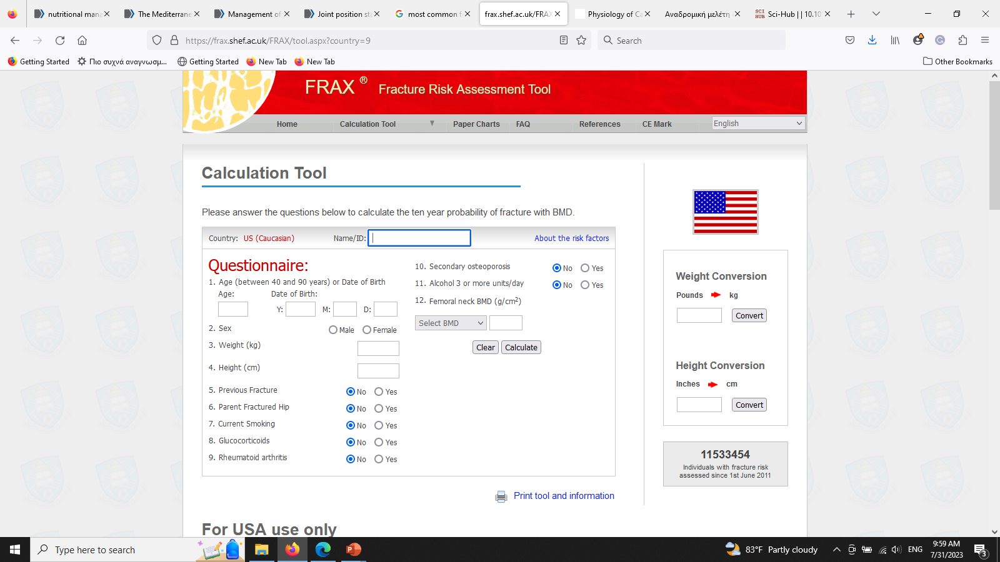 nutritional mana
The Mediterrane
Management of
Joint position sta
most common f
frax.shef.ac.uk/FRAX
Physiology of Ca
Αναδρομική μελέτη
SCI HUB
Sci-Hub | | 10.10
https://frax.shef.ac.uk/FRAX/tool.aspx?country=9
Search
Getting Started
Πιο συχνά αναγνωσμ...
Getting Started
New Tab
New Tab
Other Bookmarks
FRAX ® Fracture Risk Assessment Tool
Home Calculation Tool ▼ Paper Charts FAQ References CE Mark English
Calculation Tool
Please answer the questions below to calculate the ten year probability of fracture with BMD.
Country: US (Caucasian) Name/ID: About the risk factors
Questionnaire:
1. Age (between 40 and 90 years) or Date of Birth
Age: Date of Birth:
Y: M: D:
2. Sex Male Female
3. Weight (kg)
4. Height (cm)
5. Previous Fracture No Yes
6. Parent Fractured Hip No Yes
7. Current Smoking No Yes
8. Glucocorticoids No Yes
9. Rheumatoid arthritis No Yes
10. Secondary osteoporosis No Yes
11. Alcohol 3 or more units/day No Yes
12. Femoral neck BMD (g/cm²)
Select BMD
Clear Calculate
Print tool and information
Weight Conversion
Pounds kg
Convert
Height Conversion
Inches cm
Convert
11533454
Individuals with fracture risk
assessed since 1st June 2011
For USA use only
Type here to search
83°F Partly cloudy
ENG
9:59 AM
7/31/2023
3